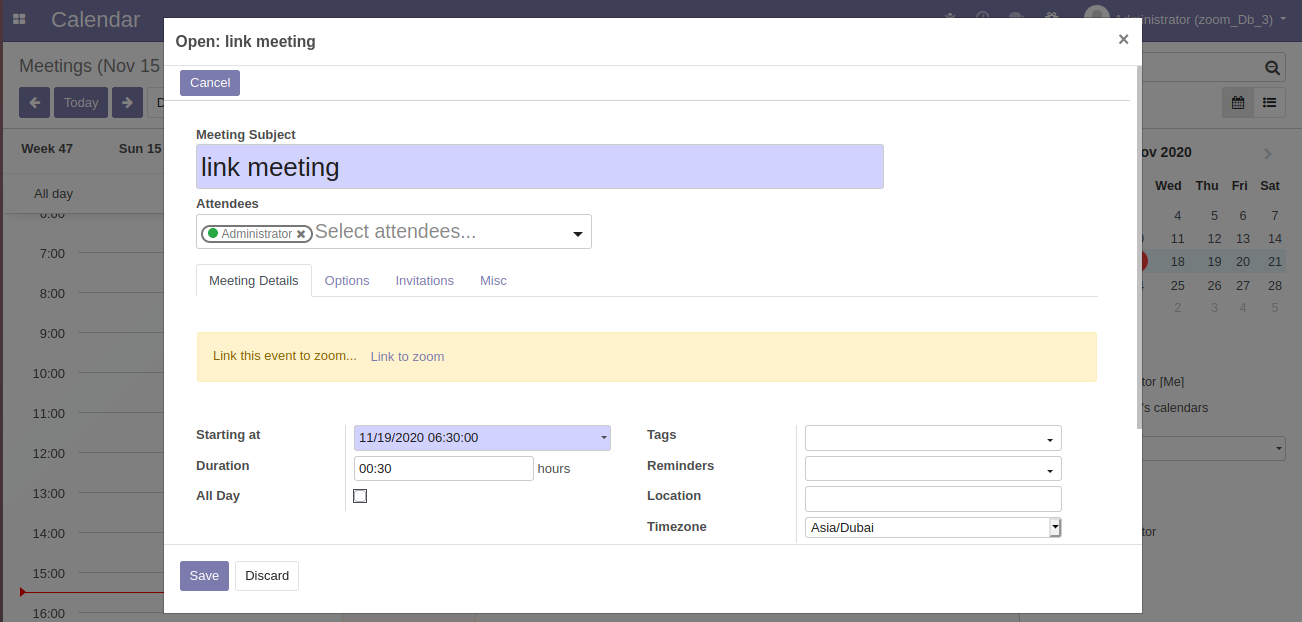 Calendar
Administrator (zoom_Db_3)
Open: link meeting
×
Meetings (Nov 15
Cancel
Today
D
Meeting Subject
link meeting
Week 47
Sun 15
ov 2020
Wed Thu Fri Sat
All day
Attendees
Administrator ×
Select attendees...
6:00
4 5 6 7
11 12 13 14
7:00
18 19 20 21
Meeting Details
Options
Invitations
Misc
25 26 27 28
8:00
2 3 4 5
9:00
Link this event to zoom...
Link to zoom
10:00
tor [Me]
11:00
's calendars
Starting at
11/19/2020 06:30:00
Tags
12:00
Duration
00:30
hours
Reminders
13:00
All Day
Location
14:00
Timezone
Asia/Dubai
tor
15:00
Save
Discard
16:00